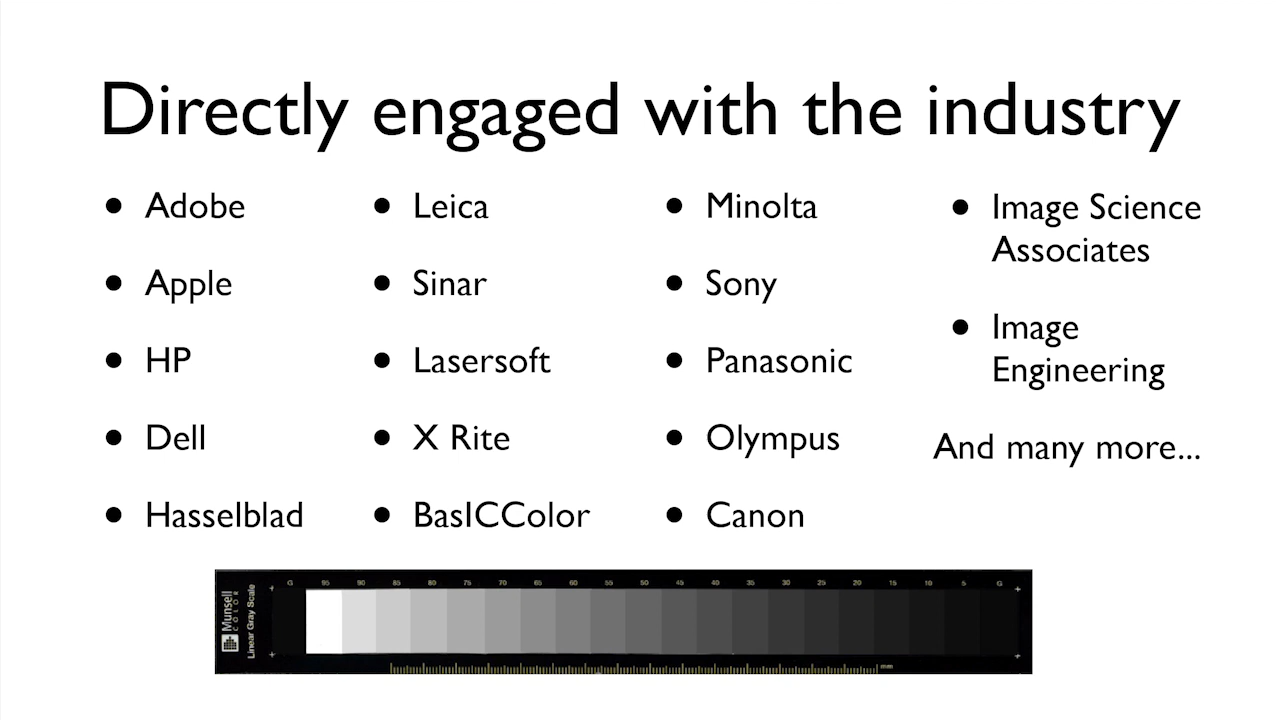 Directly engaged with the industry
• Adobe
• Apple
• HP
• Dell
• Hasselblad
• Leica
• Sinar
• Lasersoft
• X Rite
• BasICColor
• Minolta
• Sony
• Panasonic
• Olympus
• Canon
• Image Science
Associates
• Image
Engineering
And many more...
Munsell
COLOR
Linear Gray Scale
G 95 90 85 80 75 70 65 60 55 50 45 40 35 30 25 20 15 10 5 G
mm